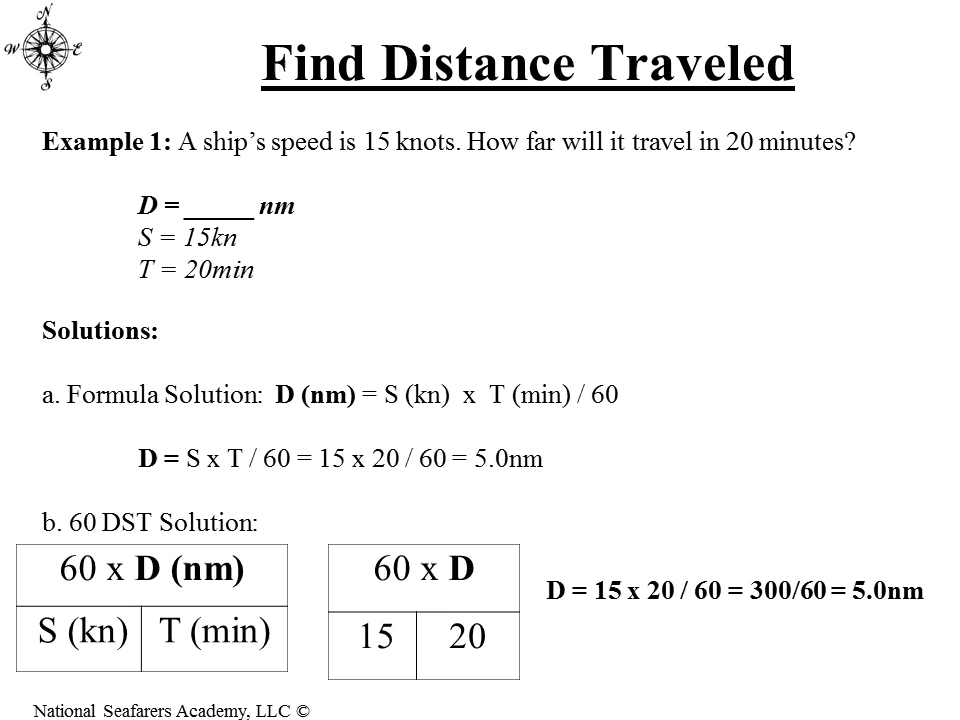 N
W E
S
Find Distance Traveled
Example 1: A ship’s speed is 15 knots. How far will it travel in 20 minutes?
D = _____ nm
S = 15kn
T = 20min
Solutions:
a. Formula Solution: D (nm) = S (kn) x T (min) / 60
D = S x T / 60 = 15 x 20 / 60 = 5.0nm
b. 60 DST Solution:
60 x D (nm)
S (kn) T (min)
60 x D
15 20
D = 15 x 20 / 60 = 300/60 = 5.0nm
National Seafarers Academy, LLC ©